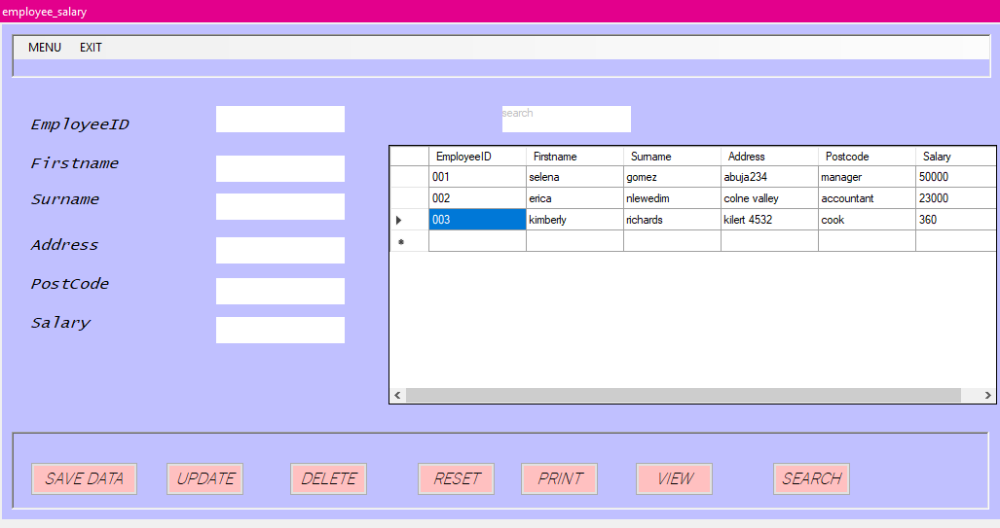 employee_salary
MENU EXIT
EmployeeID
Firstname
Surname
Address
PostCode
Salary
search
EmployeeID Firstname Surname Address Postcode Salary
001 selena gomez abuja234 manager 50000
002 erica nlewedim colne valley accountant 23000
003 kimberly richards kilert 4532 cook 360
SAVE DATA UPDATE DELETE RESET PRINT VIEW SEARCH